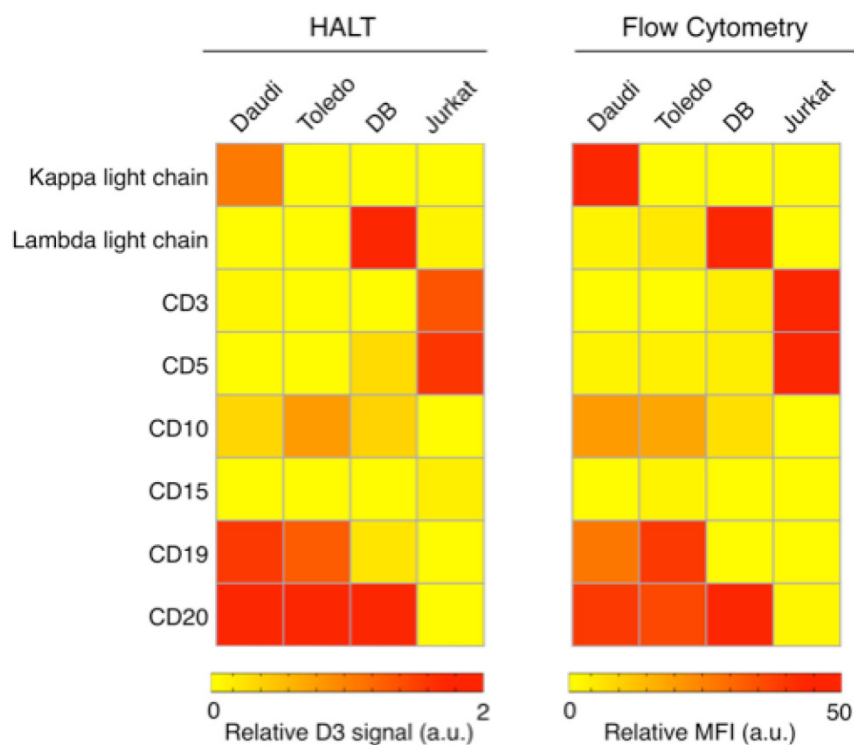 HALT
Flow Cytometry
Daudi Toledo DB Jurkat
Daudi Toledo DB Jurkat
Kappa light chain
Lambda light chain
CD3
CD5
CD10
CD15
CD19
CD20
0 2
Relative D3 signal (a.u.)
0 50
Relative MFI (a.u.)